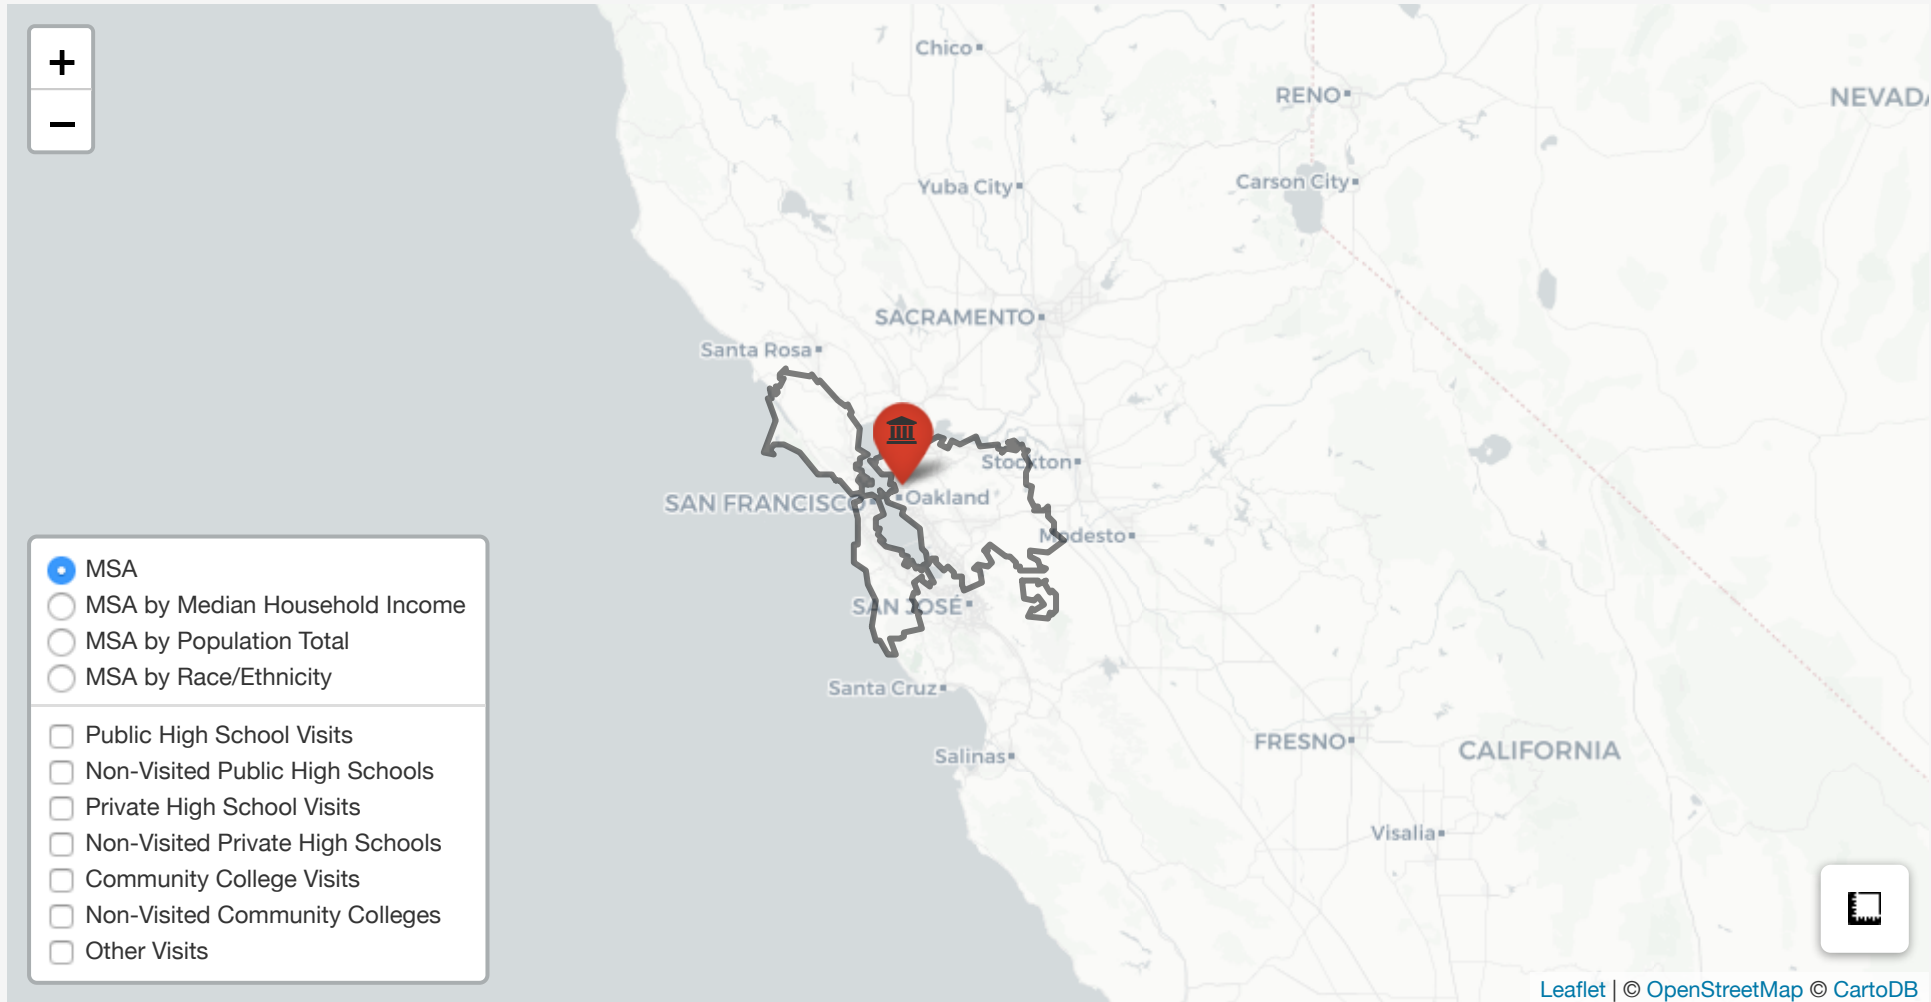 +
−
Chico
RENO
NEVADA
Yuba City
Carson City
SACRAMENTO
Santa Rosa
Stockton
SAN FRANCISCO
Oakland
Modesto
SAN JOSÉ
Santa Cruz
Salinas
FRESNO
CALIFORNIA
Visalia
MSA
MSA by Median Household Income
MSA by Population Total
MSA by Race/Ethnicity
Public High School Visits
Non-Visited Public High Schools
Private High School Visits
Non-Visited Private High Schools
Community College Visits
Non-Visited Community Colleges
Other Visits
Leaflet | © OpenStreetMap © CartoDB